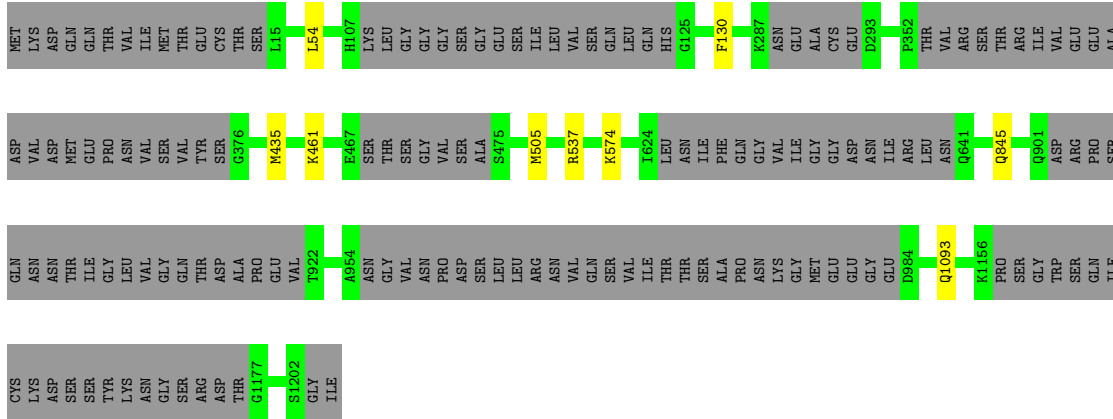 MET LYS ASP GLN GLN THR VAL ILE MET THR GLU CYS THR SER L15 L54 H107 LYS LEU GLY GLY GLY SER GLY GLU SER ILE LEU VAL SER GLN LEU GLN HIS G125 F130 K287 ASN GLU ALA CYS GLU D293 P352 THR VAL ARG SER THR ARG ILE VAL GLU GLU ALA
ASP VAL ASP MET GLU PRO ASN VAL SER VAL TYR SER G376 M435 K461 E467 SER THR SER GLY VAL SER ALA S475 M505 R537 K574 I624 LEU ASN ILE PHE GLN GLY VAL ILE GLY GLY ASP ASN ILE ARG LEU ASN Q641 Q845 Q901 ASP ARG PRO SER
GLN ASN ASN THR ILE GLY LEU VAL GLY GLN THR ASP ALA PRO GLU VAL T922 A954 ASN GLY VAL ASN PRO ASP SER LEU LEU ARG ASN VAL GLN SER VAL ILE THR THR SER ALA PRO ASN LYS GLY MET GLU GLU GLY GLU D984 Q1093 K1156 PRO SER GLY TRP SER GLN ILE
CYS LYS ASP SER SER TYR LYS ASN GLY SER ARG ASP THR G1177 S1202 GLY ILE